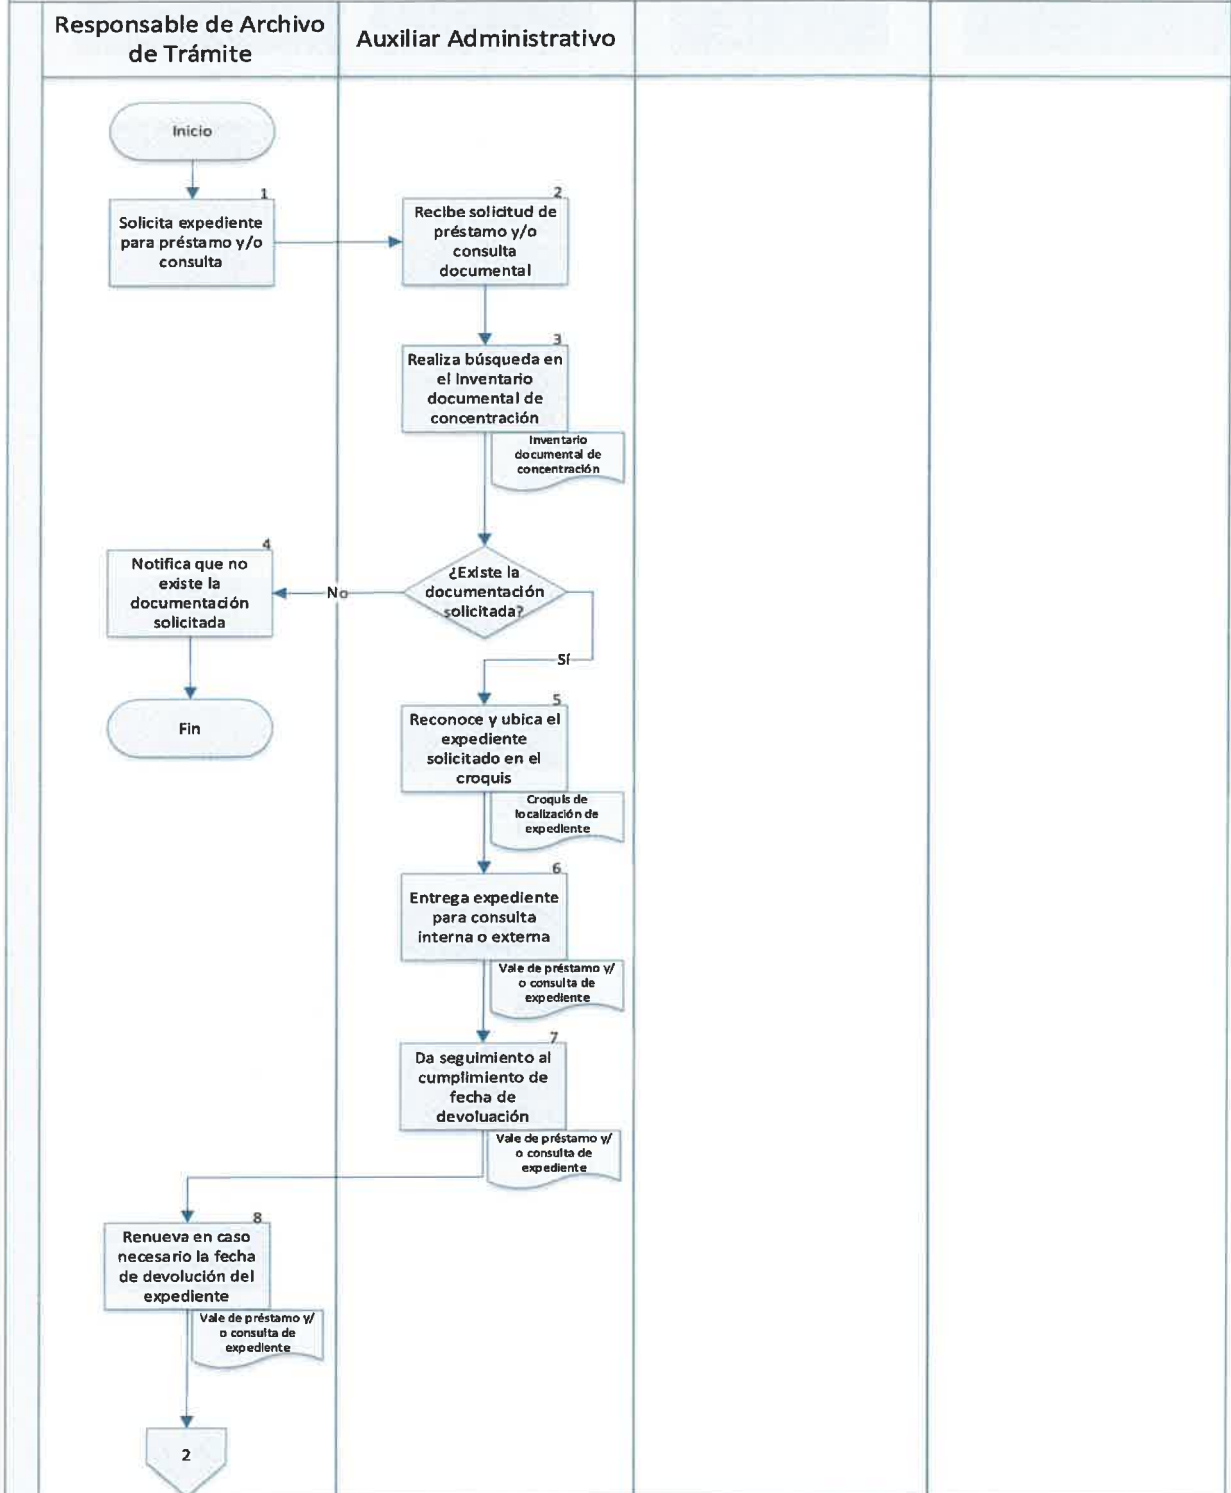 Responsable de Archivo
de Trámite
Auxiliar Administrativo
Inicio
1
Solicita expediente
para préstamo y/o
consulta
2
Recibe solicitud de
préstamo y/o
consulta
documental
3
Realiza búsqueda en
el Inventario
documental de
concentración
Inventario
documental de
concentración
¿Existe la
documentación
solicitada?
No
4
Notifica que no
existe la
documentación
solicitada
Fin
Sí
5
Reconoce y ubica el
expediente
solicitado en el
croquis
Croquis de
localización de
expediente
6
Entrega expediente
para consulta
interna o externa
Vale de préstamo y/
o consulta de
expediente
7
Da seguimiento al
cumplimiento de
fecha de
devoluación
Vale de préstamo y/
o consulta de
expediente
8
Renueva en caso
necesario la fecha
de devolución del
expediente
Vale de préstamo y/
o consulta de
expediente
2